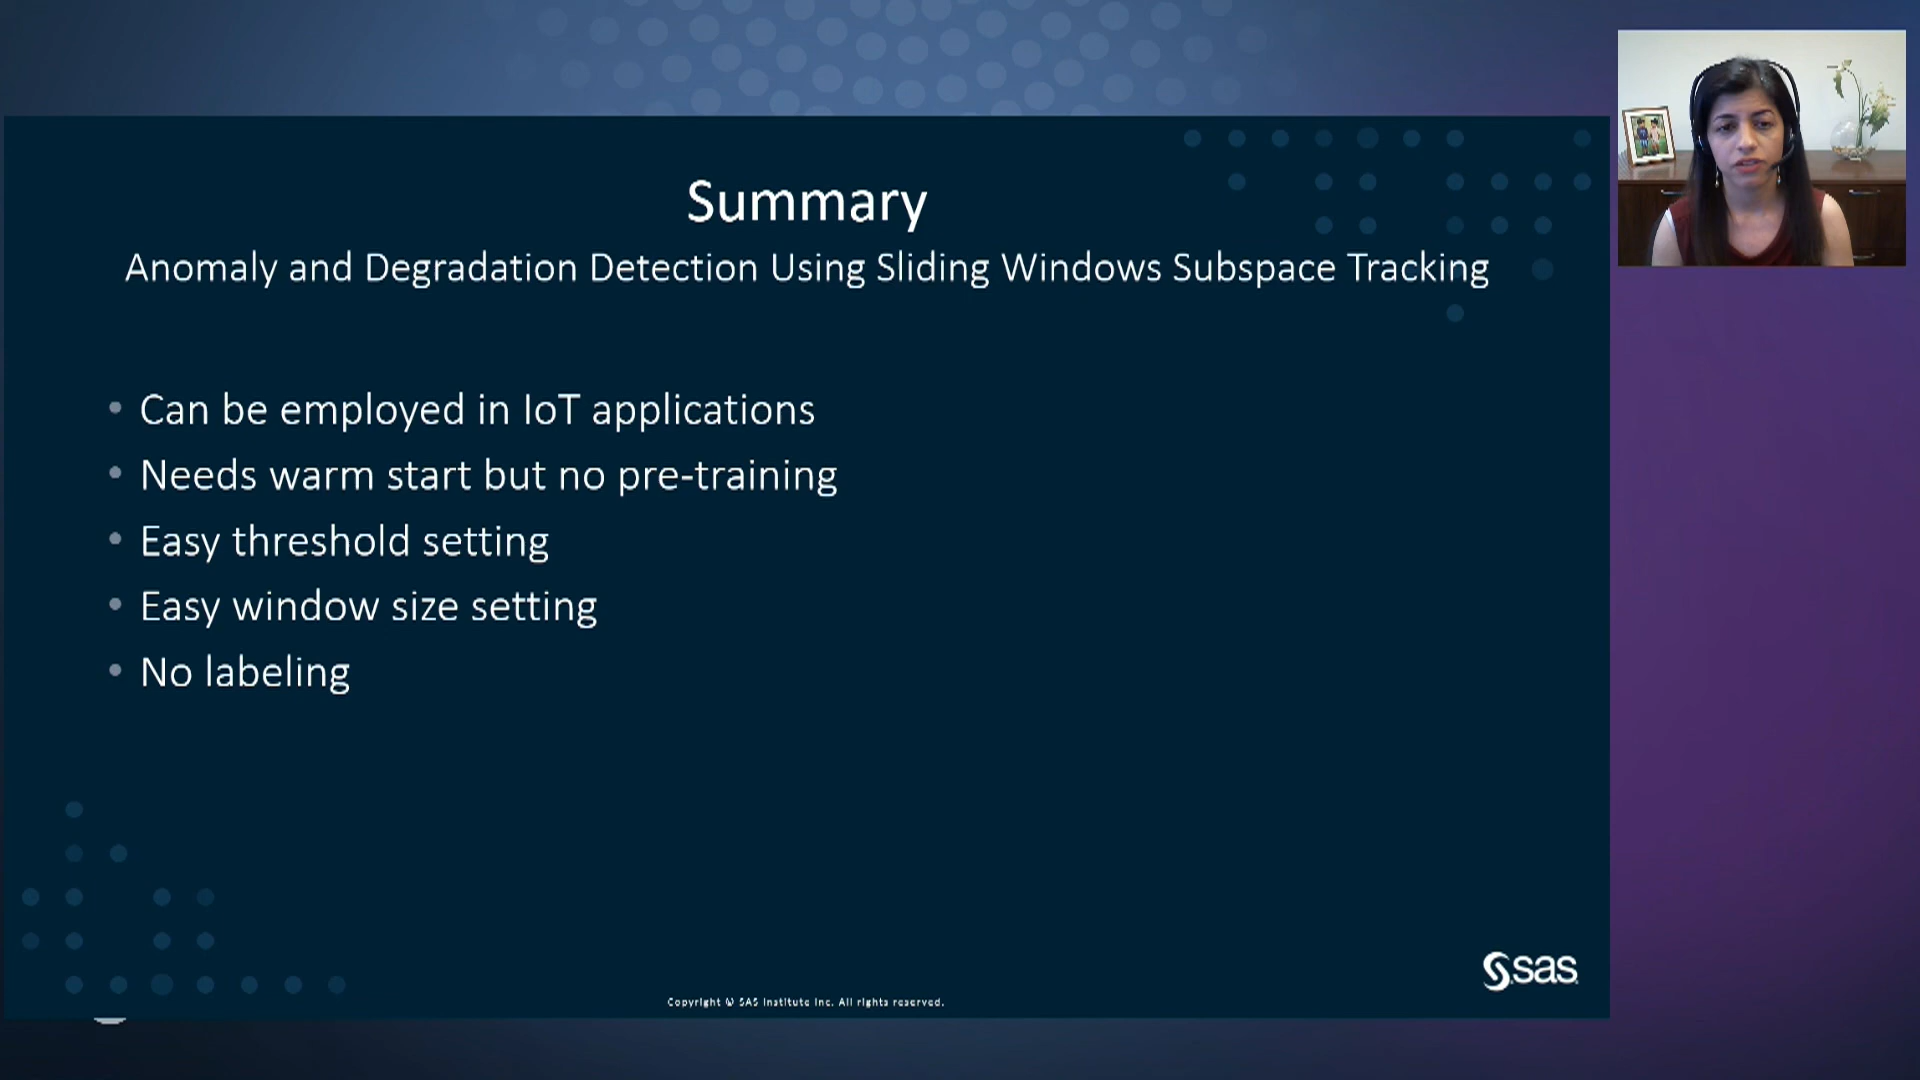 Summary
Anomaly and Degradation Detection Using Sliding Windows Subspace Tracking
• Can be employed in IoT applications
• Needs warm start but no pre-training
• Easy threshold setting
• Easy window size setting
• No labeling
sas
Copyright © SAS Institute Inc. All rights reserved.